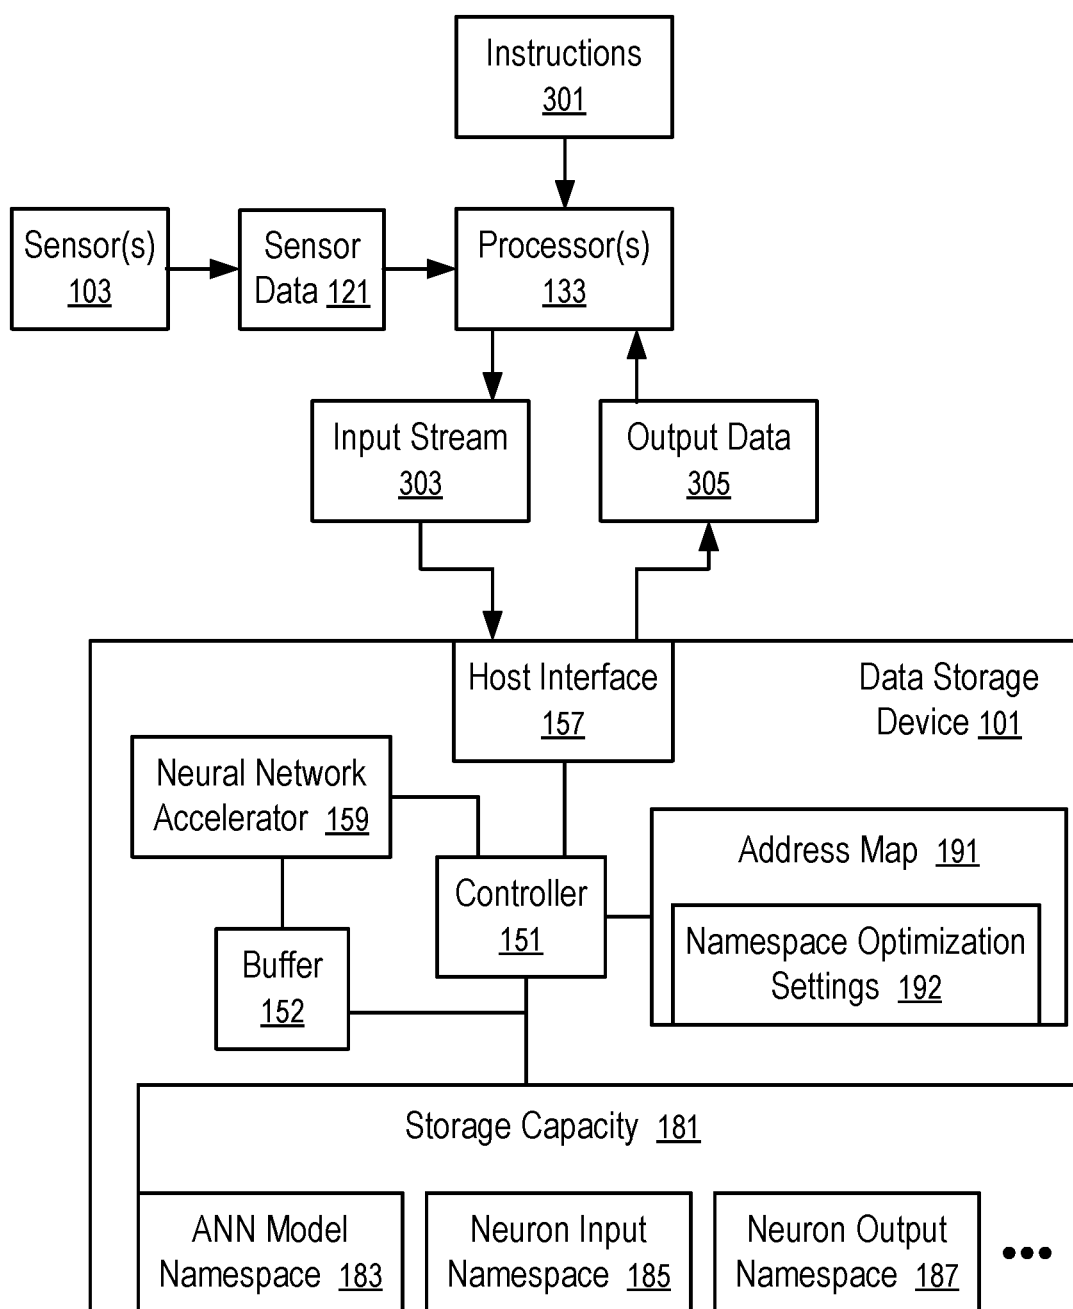 Instructions
301
Sensor(s)
103
Sensor
Data 121
Processor(s)
133
Input Stream
303
Output Data
305
Host Interface
157
Data Storage
Device 101
Neural Network
Accelerator 159
Controller
151
Address Map 191
Namespace Optimization
Settings 192
Buffer
152
Storage Capacity 181
ANN Model
Namespace 183
Neuron Input
Namespace 185
Neuron Output
Namespace 187
•••